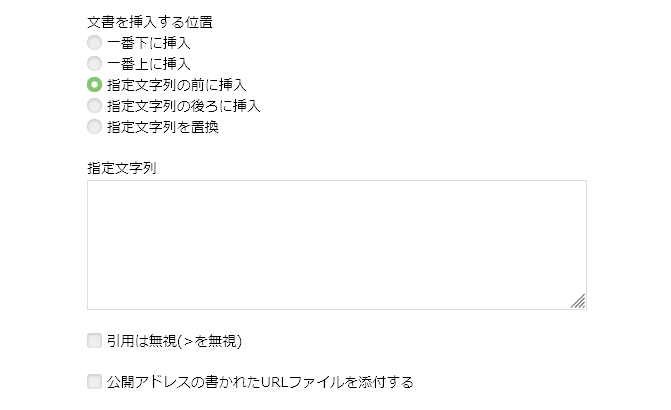 文書を挿入する位置
一番下に挿入
一番上に挿入
指定文字列の前に挿入
指定文字列の後ろに挿入
指定文字列を置換
指定文字列
引用は無視(>を無視)
公開アドレスの書かれたURLファイルを添付する